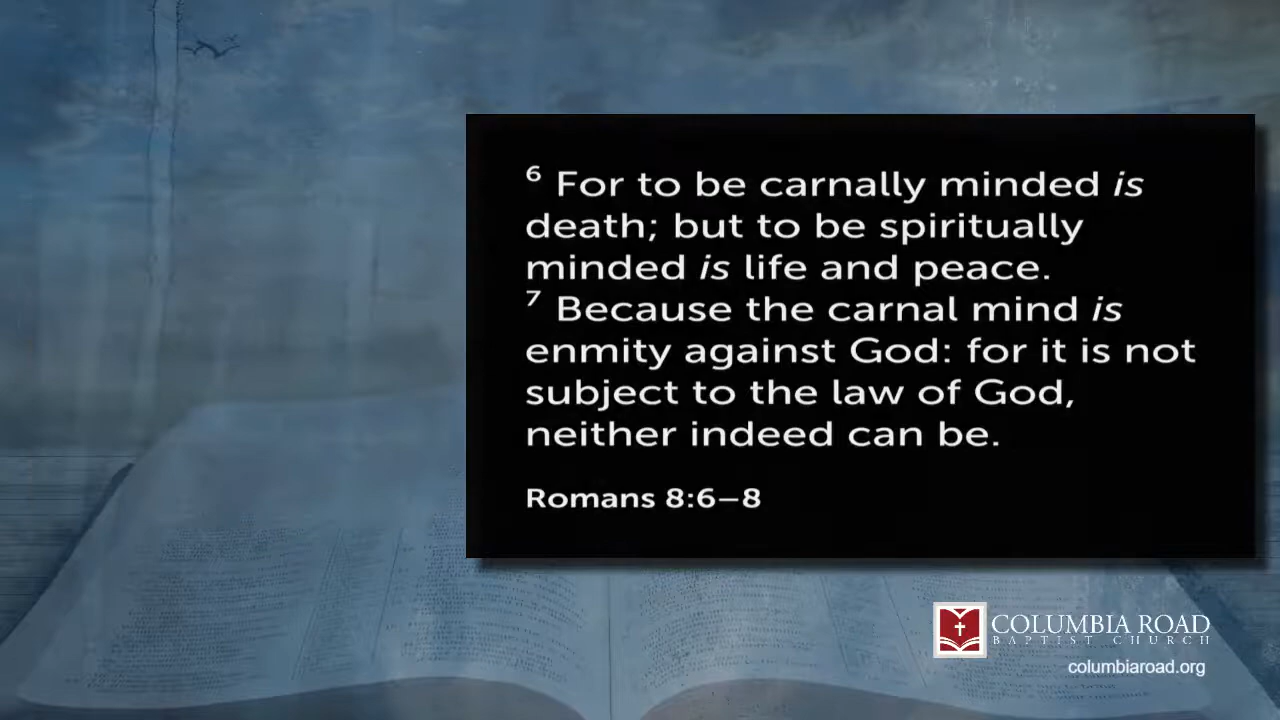 ⁶ For to be carnally minded is
death; but to be spiritually
minded is life and peace.
⁷ Because the carnal mind is
enmity against God: for it is not
subject to the law of God,
neither indeed can be.
Romans 8:6–8
COLUMBIA ROAD
BAPTIST CHURCH
columbiaroad.org